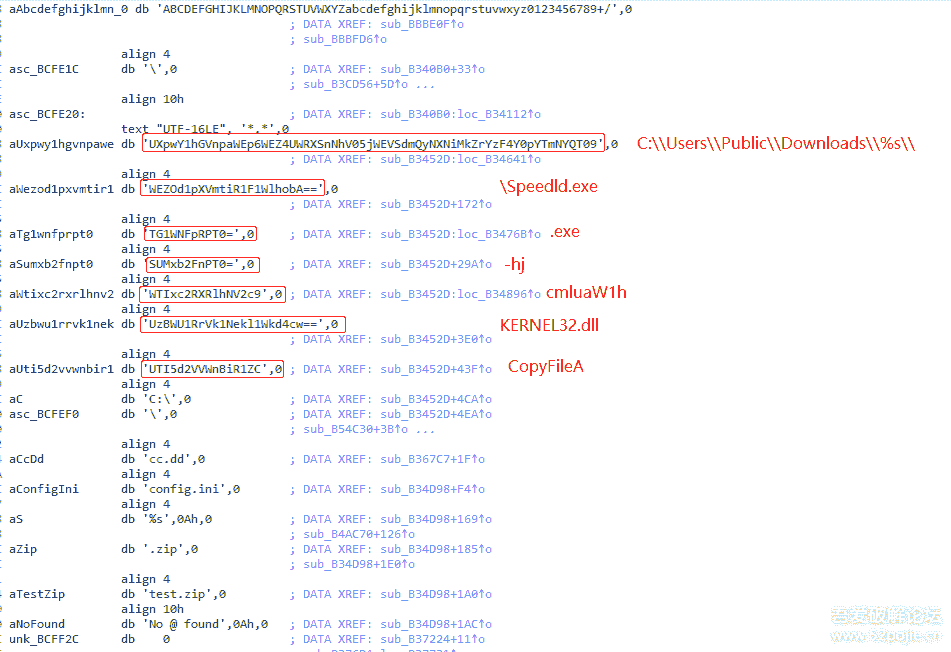 aAbcdefghijklmn_0 db 'ABCDEFGHIJKLMNOPQRSTUVWXYZabcdefghijklmnopqrstuvwxyz0123456789+/',0
; DATA XREF: sub_BBBE0F↑o
; sub_BBBFD6↑o
align 4
asc_BCFE1C db '\',0 ; DATA XREF: sub_B340B0+33↑o
; sub_B3CD56+5D↑o ...
align 10h
asc_BCFE20: ; DATA XREF: sub_B340B0:loc_B34112↑o
text "UTF-16LE", '*.*',0
aUxpwy1hgvnpawe db 'UXpwY1hGVnpaWEp6WEZ4UWRXSnNhV05jWEVSdmQyNXNiMkZrYzF4Y0pYTmNYQT09',0 C:\\Users\\Public\\Downloads\\%s\\
; DATA XREF: sub_B3452D:loc_B34641↑o
align 4
aWezod1pxvmtir1 db 'WEZOd1pXVmtiR1F1WlhobA==',0 \Speedld.exe
; DATA XREF: sub_B3452D+172↑o
align 4
aTg1wnfprpt0 db 'TG1WNFpRPT0=',0 ; DATA XREF: sub_B3452D:loc_B3476B↑o .exe
align 4
aSumxb2fnpt0 db 'SUMxb2FnPT0=',0 ; DATA XREF: sub_B3452D+29A↑o -hj
align 4
aWtixc2rxrlhnv2 db 'WTIxc2RXRlhNV2c9',0 ; DATA XREF: sub_B3452D:loc_B34896↑o cmluaW1h
align 4
aUzbwu1rrvk1nek db 'UzBWU1RrVk1Nekl1Wkd4cw==',0 KERNEL32.dll
; DATA XREF: sub_B3452D+3E0↑o
align 4
aUti5d2vvwnbir1 db 'UTI5d2VVWnBiR1ZC',0 ; DATA XREF: sub_B3452D+43F↑o CopyFileA
align 4
aC db 'C:\',0 ; DATA XREF: sub_B3452D+4CA↑o
asc_BCFEF0 db '\',0 ; DATA XREF: sub_B3452D+4EA↑o
; sub_B54C30+3B↑o ...
align 4
aCcDd db 'cc.dd',0 ; DATA XREF: sub_B367C7+1F↑o
align 4
aConfigIni db 'config.ini',0 ; DATA XREF: sub_B34D98+F4↑o
align 4
aS db '%s',0Ah,0 ; DATA XREF: sub_B34D98+169↑o
; sub_B4AC70+126↑o
aZip db '.zip',0 ; DATA XREF: sub_B34D98+185↑o
; sub_B34D98+1E0↑o
align 4
aTestZip db 'test.zip',0 ; DATA XREF: sub_B34D98+1A0↑o
align 10h
aNoFound db 'No @ found',0Ah,0 ; DATA XREF: sub_B34D98+1AC↑o
unk_BCFF2C db 0 ; DATA XREF: sub_B37224+11↑o
吾爱破解论坛
www.52pojie.cn